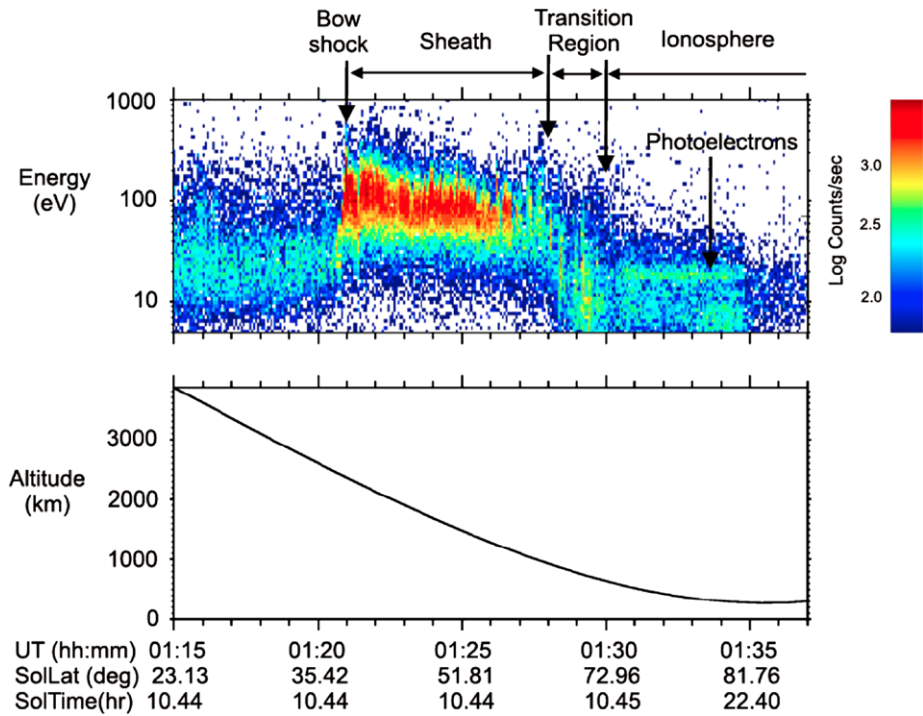 Bow
shock
Sheath
Transition
Region
Ionosphere
Photoelectrons
1000
100
10
Energy
(eV)
3.0
2.5
2.0
Log Counts/sec
3000
2000
1000
0
Altitude
(km)
UT (hh:mm) 01:15 01:20 01:25 01:30 01:35
SolLat (deg) 23.13 35.42 51.81 72.96 81.76
SolTime(hr) 10.44 10.44 10.44 10.45 22.40